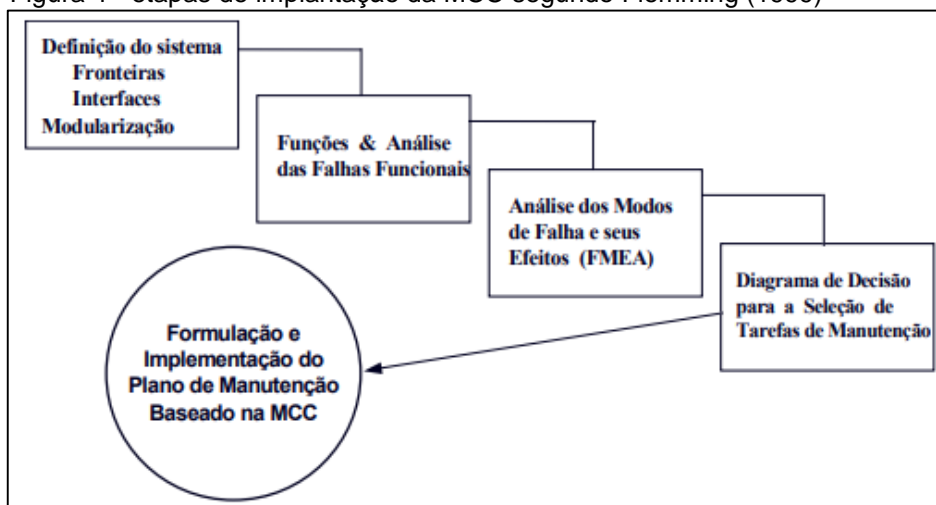 Definição do sistema
Fronteiras
Interfaces
Modularização
Funções & Análise
das Falhas Funcionais
Análise dos Modos
de Falha e seus
Efeitos (FMEA)
Diagrama de Decisão
para a Seleção de
Tarefas de Manutenção
Formulação e
Implementação do
Plano de Manutenção
Baseado na MCC